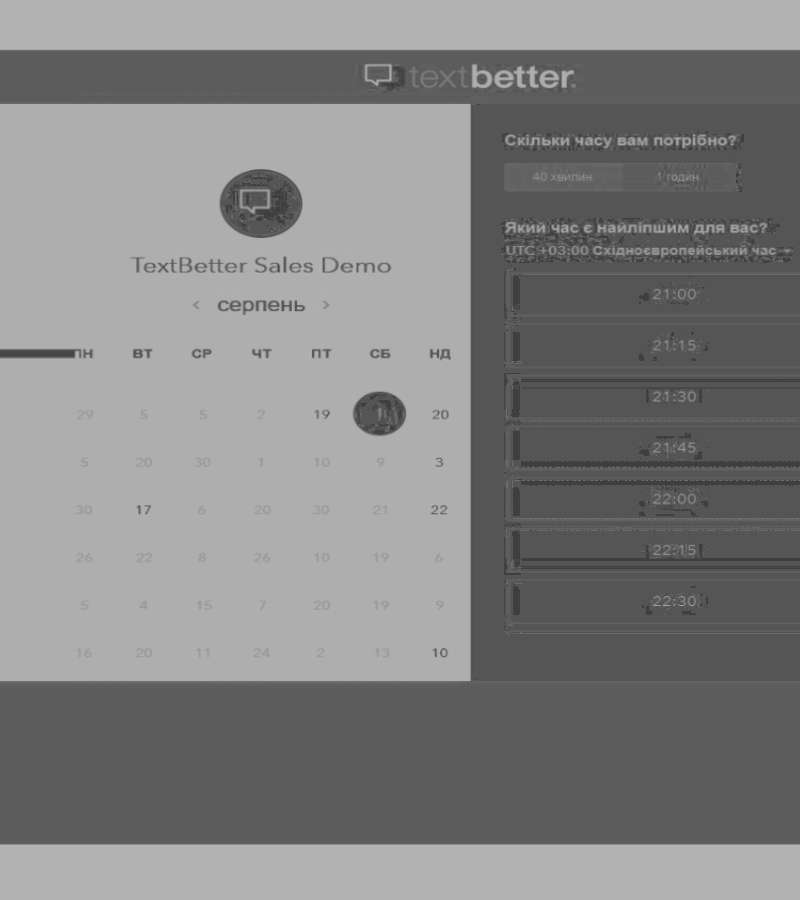 textbetter.
TextBetter Sales Demo
< серпень >
ПН ВТ СР ЧТ ПТ СБ НД
29 5 5 2 19 1 20
5 20 30 1 10 9 3
30 17 6 20 30 21 22
26 22 8 26 10 19 6
5 4 15 7 20 19 9
16 20 11 24 2 13 10
Скільки часу вам потрібно?
40 хвилин 1 годин
Який час є найліпшим для вас?
UTC +03:00 Східноєвропейський час
21:00
21:15
21:30
21:45
22:00
22:15
22:30